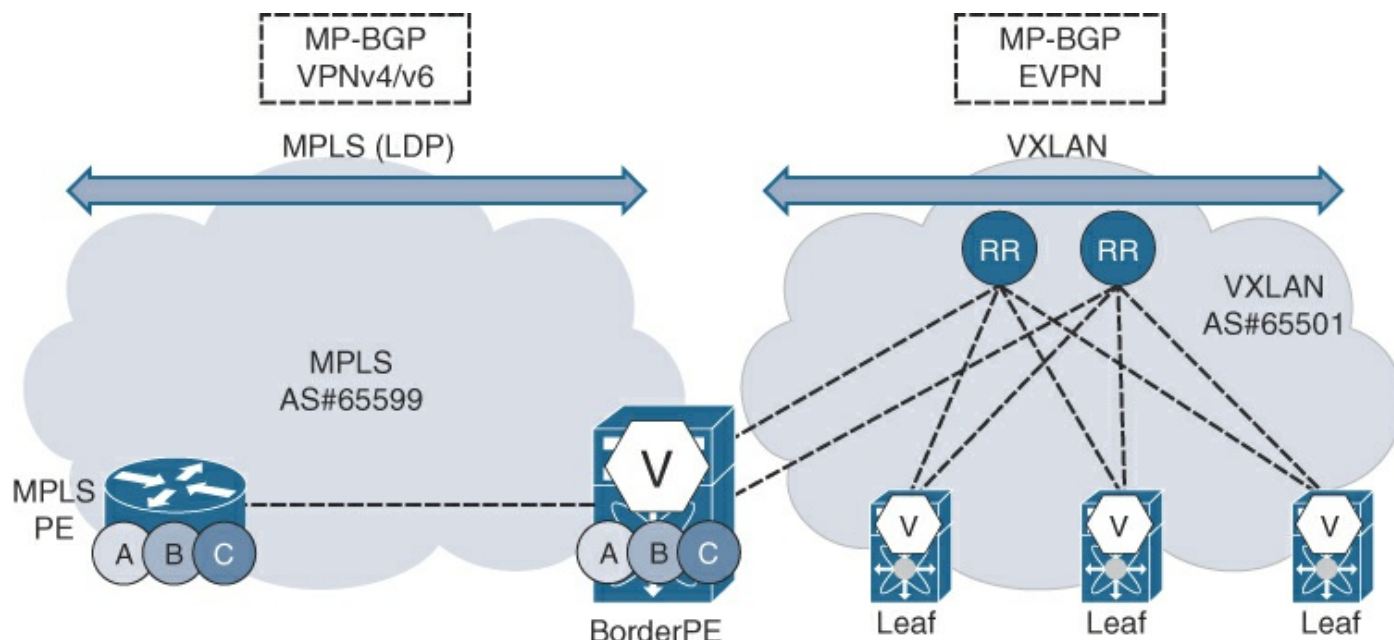 MP-BGP
VPNv4/v6
MP-BGP
EVPN
MPLS (LDP)
VXLAN
RR
RR
VXLAN
AS#65501
MPLS
AS#65599
MPLS
PE
A
B
C
V
A
B
C
BorderPE
V
Leaf
V
Leaf
V
Leaf